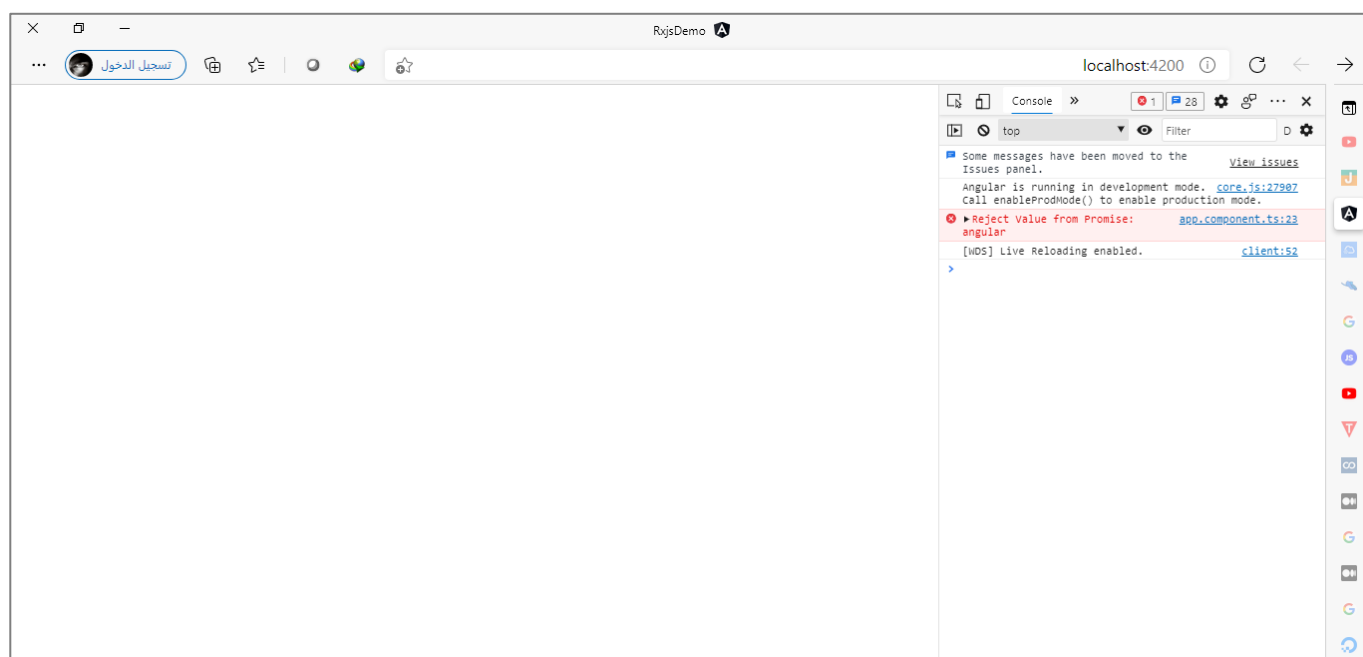 RxjsDemo
تسجيل الدخول
localhost:4200
Console
1
28
top
Filter
D
Some messages have been moved to the View issues
Issues panel.
Angular is running in development mode. core.js:27907
Call enableProdMode() to enable production mode.
Reject Value from Promise: app.component.ts:23
angular
[WDS] Live Reloading enabled. client:52